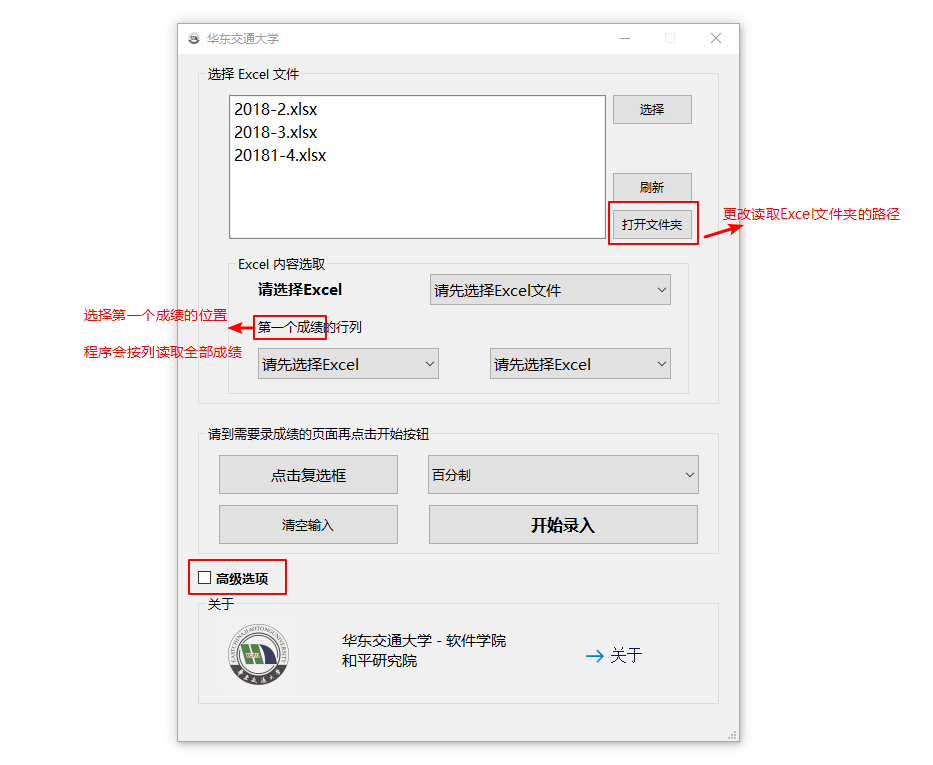 华东交通大学
选择 Excel 文件
2018-2.xlsx
2018-3.xlsx
20181-4.xlsx
选择
刷新
打开文件夹
更改读取Excel文件夹的路径
Excel 内容选取
请选择Excel
请先选择Excel文件
选择第一个成绩的位置
第一个成绩的行列
程序会按列读取全部成绩
请先选择Excel
请先选择Excel
请到需要录成绩的页面再点击开始按钮
点击复选框
百分制
清空输入
开始录入
高级选项
关于
EAST CHINA JIAOTONG UNIVERSITY
华东交通大学
华东交通大学 - 软件学院
和平研究院
关于